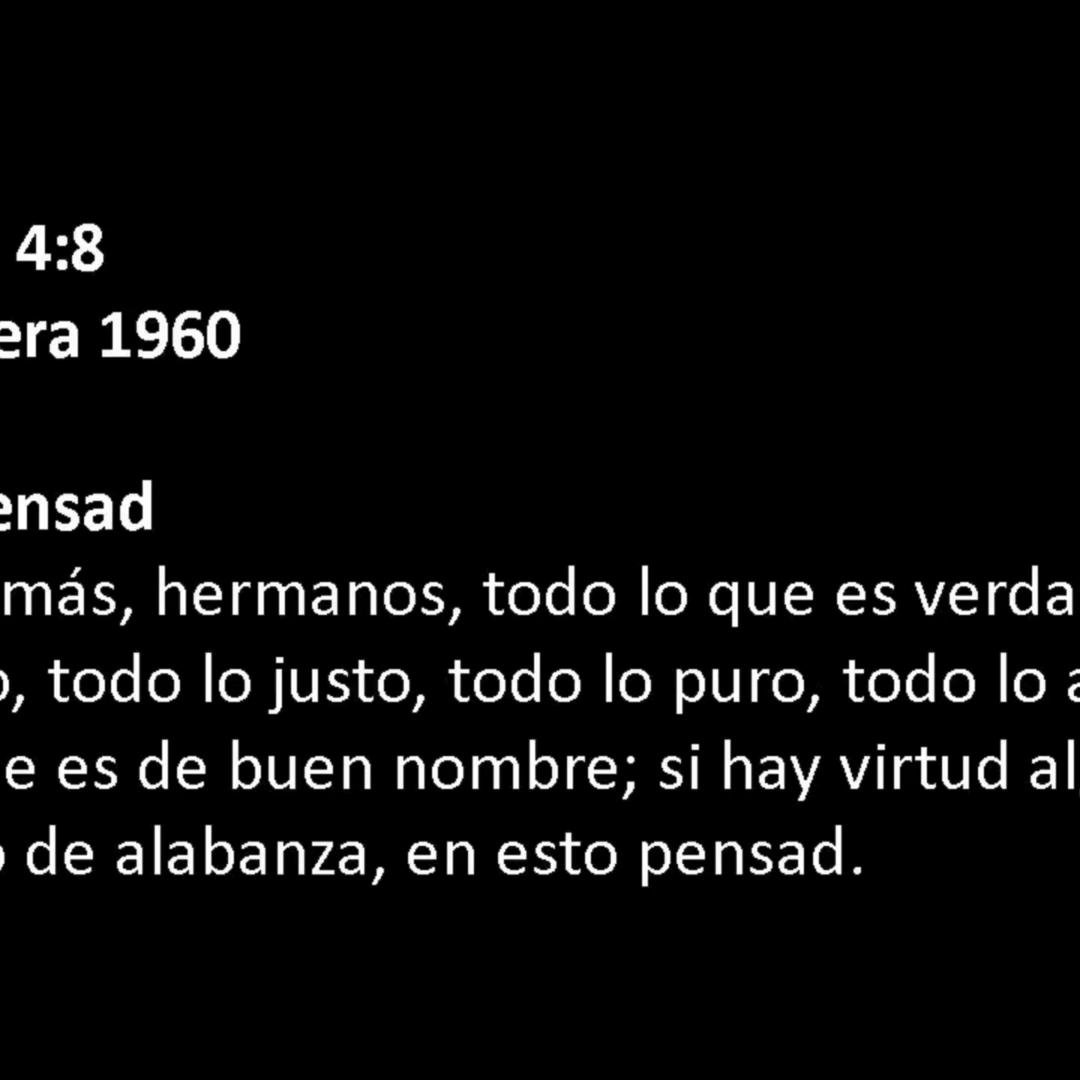 4:8
era 1960
ensad
más, hermanos, todo lo que es verda
o, todo lo justo, todo lo puro, todo lo a
e es de buen nombre; si hay virtud al
o de alabanza, en esto pensad.